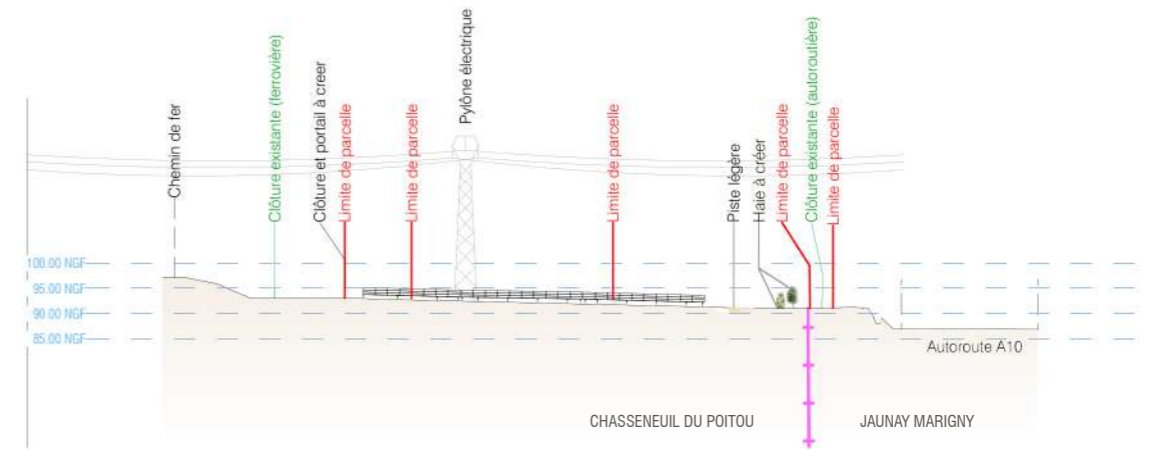 Chemin de fer
Clôture existante (ferrovière)
Clôture et portail à creer
Limite de parcelle
Limite de parcelle
Pylône électrique
Limite de parcelle
Piste légère
Haie à créer
Limite de parcelle
Clôture existante (autoroutière)
Limite de parcelle
100.00 NGF
95.00 NGF
90.00 NGF
85.00 NGF
Autoroute A10
CHASSENEUIL DU POITOU
JAUNAY MARIGNY